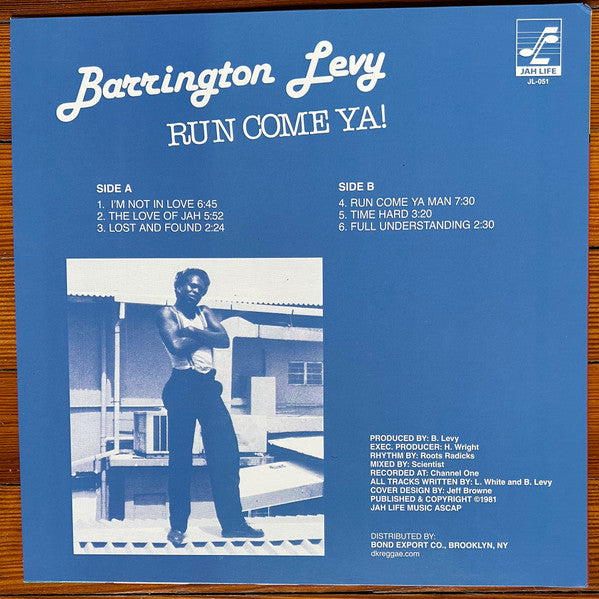 JAH LIFE
JL-051
Barrington Levy
RUN COME YA!
SIDE A
1. I'M NOT IN LOVE 6:45
2. THE LOVE OF JAH 5:52
3. LOST AND FOUND 2:24
SIDE B
4. RUN COME YA MAN 7:30
5. TIME HARD 3:20
6. FULL UNDERSTANDING 2:30
PRODUCED BY: B. Levy
EXEC. PRODUCER: H. Wright
RHYTHM BY: Roots Radicks
MIXED BY: Scientist
RECORDED AT: Channel One
ALL TRACKS WRITTEN BY: L. White and B. Levy
COVER DESIGN BY: Jeff Browne
PUBLISHED & COPYRIGHT ©1981
JAH LIFE MUSIC ASCAP
DISTRIBUTED BY:
BOND EXPORT CO., BROOKLYN, NY
dkreggae.com